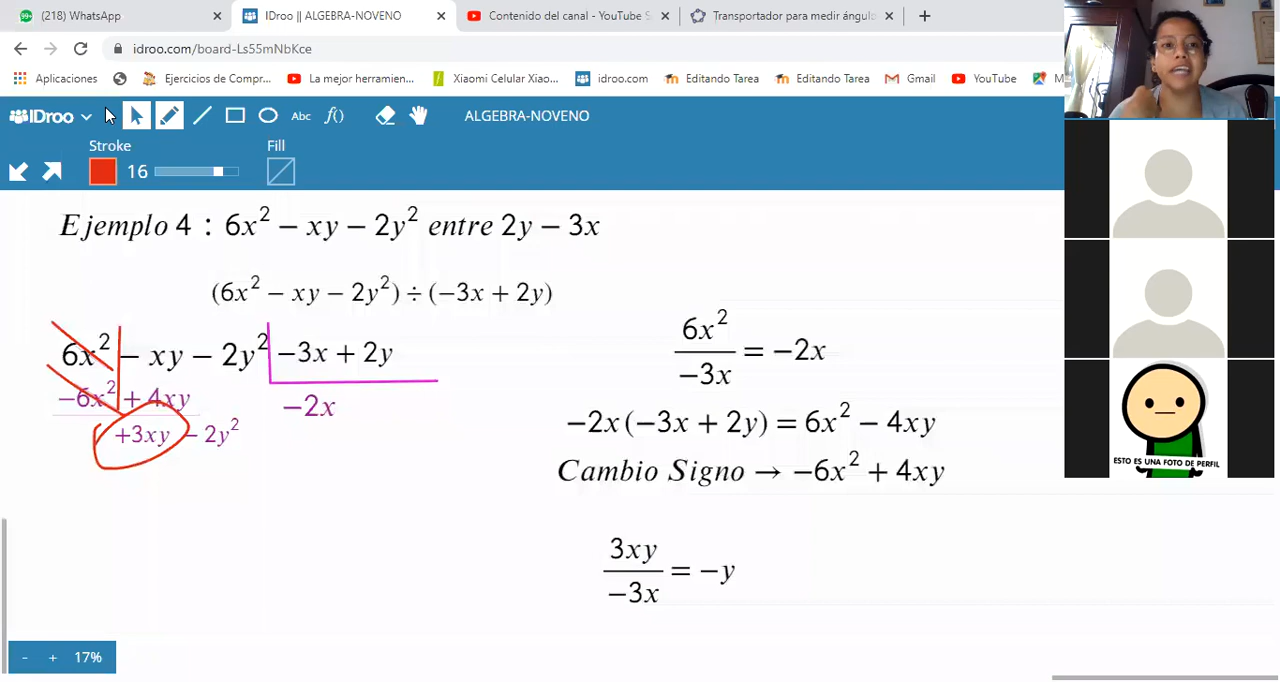 (218) WhatsApp
IDroo || ALGEBRA-NOVENO
Contenido del canal - YouTube S
Transportador para medir ángulo
idroo.com/board-Ls55mNbKce
Aplicaciones
Ejercicios de Compr...
La mejor herramien...
Xiaomi Celular Xiao...
idroo.com
Editando Tarea
Editando Tarea
Gmail
YouTube
M
IDroo
Abc
f()
ALGEBRA-NOVENO
Stroke
Fill
16
Ejemplo 4 : 6x² − xy − 2y² entre 2y − 3x
(6x² − xy − 2y²) ÷ (−3x + 2y)
6x² − xy − 2y² −3x + 2y
−6x² + 4xy −2x
+3xy − 2y²
6x²/−3x = −2x
−2x(−3x + 2y) = 6x² − 4xy
Cambio Signo → −6x² + 4xy
3xy/−3x = −y
ESTO ES UNA FOTO DE PERFIL
- + 17%